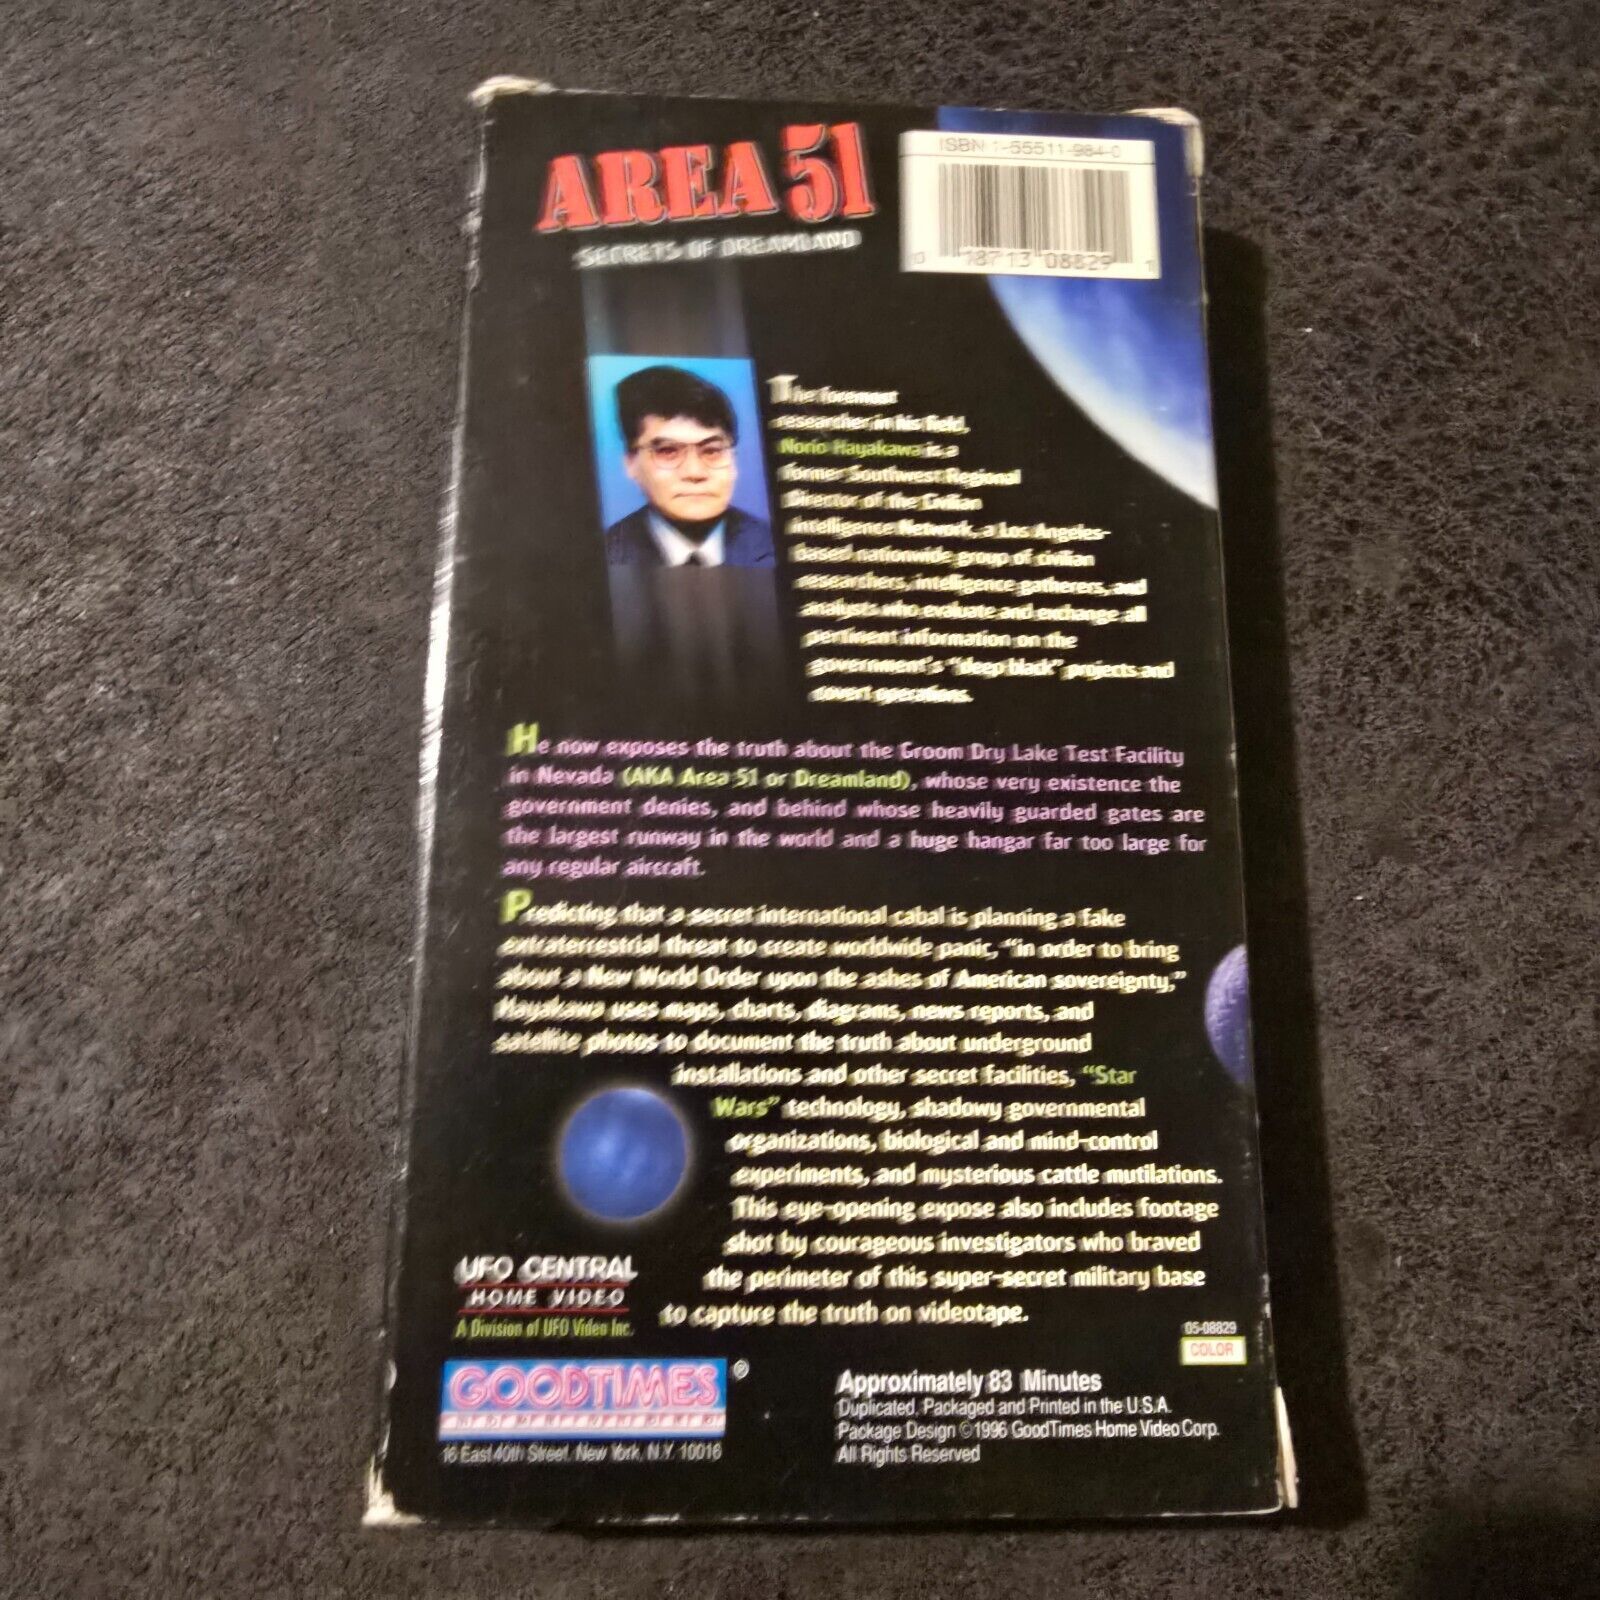 AREA 51
SECRETS OF DREAMLAND
ISBN 1-55511-984-0
0 18713 08829 1
The foremost
researcher in his field,
Norio Hayakawa is a
former Southwest Regional
Director of the Civilian
Intelligence Network, a Los Angeles-
based nationwide group of civilian
researchers, intelligence gatherers, and
analysts who evaluate and exchange all
pertinent information on the
government's "deep black" projects and
covert operations.
He now exposes the truth about the Groom Dry Lake Test Facility
in Nevada (AKA Area 51 or Dreamland), whose very existence the
government denies, and behind whose heavily guarded gates are
the largest runway in the world and a huge hangar far too large for
any regular aircraft.
Predicting that a secret international cabal is planning a fake
extraterrestrial threat to create worldwide panic, "in order to bring
about a New World Order upon the ashes of American sovereignty,"
Hayakawa uses maps, charts, diagrams, news reports, and
satellite photos to document the truth about underground
installations and other secret facilities, "Star
Wars" technology, shadowy governmental
organizations, biological and mind-control
experiments, and mysterious cattle mutilations.
This eye-opening expose also includes footage
shot by courageous investigators who braved
the perimeter of this super-secret military base
to capture the truth on videotape.
UFO CENTRAL
HOME VIDEO
A Division of UFO Video Inc.
GOODTIMES ®
HOME VIDEO
16 East 40th Street, New York, N.Y. 10016
05-08829
COLOR
Approximately 83 Minutes
Duplicated, Packaged and Printed in the U.S.A.
Package Design ©1996 GoodTimes Home Video Corp.
All Rights Reserved